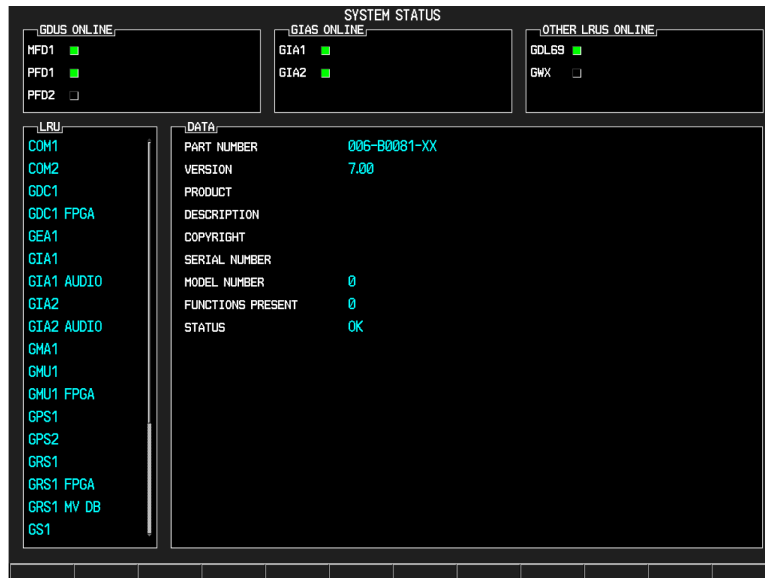 SYSTEM STATUS
GDUS ONLINE
MFD1
PFD1
PFD2
GIAS ONLINE
GIA1
GIA2
OTHER LRUS ONLINE
GDL69
GWX
LRU
COM1
COM2
GDC1
GDC1 FPGA
GEA1
GIA1
GIA1 AUDIO
GIA2
GIA2 AUDIO
GMA1
GMU1
GMU1 FPGA
GPS1
GPS2
GRS1
GRS1 FPGA
GRS1 MV DB
GS1
DATA
PART NUMBER 006-B0081-XX
VERSION 7.00
PRODUCT
DESCRIPTION
COPYRIGHT
SERIAL NUMBER
MODEL NUMBER 0
FUNCTIONS PRESENT 0
STATUS OK